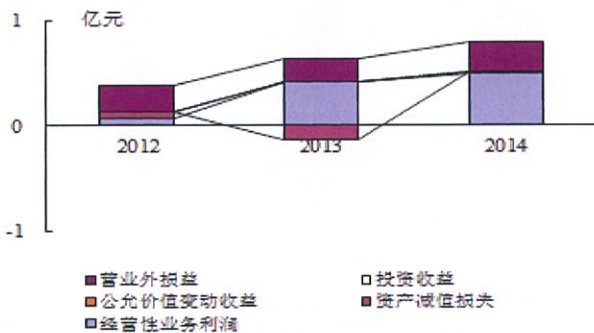 1 亿元
0
2012 2013 2014
-1
营业外损益 投资收益
公允价值变动收益 资产减值损失
经营性业务利润